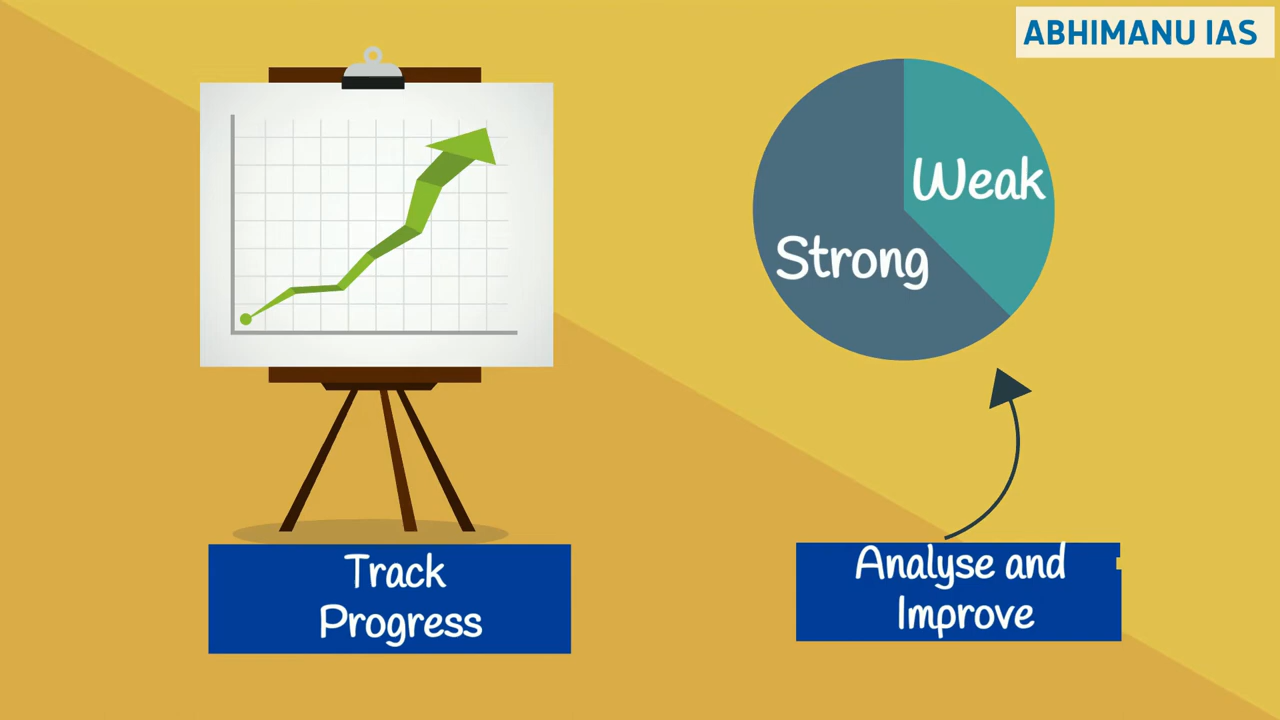 ABHIMANU IAS
Weak
Strong
Track
Progress
Analyse and
Improve